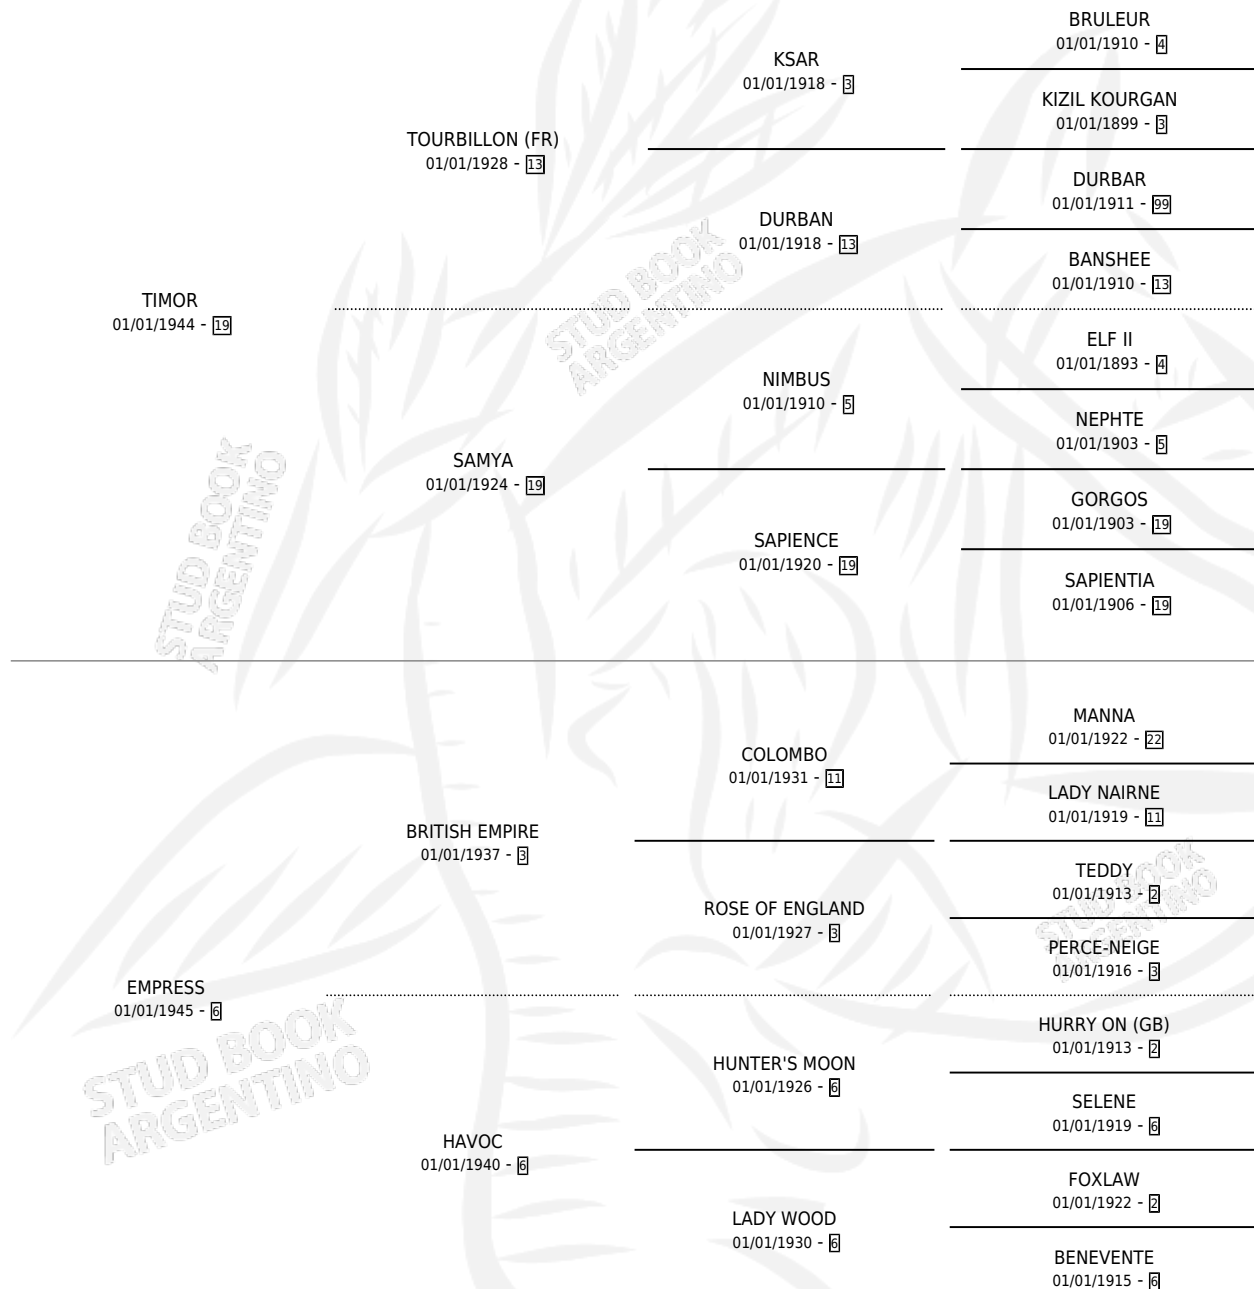 BRULEUR
01/01/1910 - 4
KSAR
01/01/1918 - 3
KIZIL KOURGAN
01/01/1899 - 3
TOURBILLON (FR)
01/01/1928 - 13
DURBAR
01/01/1911 - 99
DURBAN
01/01/1918 - 13
BANSHEE
01/01/1910 - 13
TIMOR
01/01/1944 - 19
ELF II
01/01/1893 - 4
NIMBUS
01/01/1910 - 5
NEPHTE
01/01/1903 - 5
SAMYA
01/01/1924 - 19
GORGOS
01/01/1903 - 19
SAPIENCE
01/01/1920 - 19
SAPIENTIA
01/01/1906 - 19
STUD BOOK
ARGENTINO
STUD BOOK
ARGENTINO
MANNA
01/01/1922 - 22
COLOMBO
01/01/1931 - 11
LADY NAIRNE
01/01/1919 - 11
BRITISH EMPIRE
01/01/1937 - 3
TEDDY
01/01/1913 - 2
ROSE OF ENGLAND
01/01/1927 - 3
PERCE-NEIGE
01/01/1916 - 3
STUD BOOK
ARGENTINO
EMPRESS
01/01/1945 - 6
HURRY ON (GB)
01/01/1913 - 2
HUNTER'S MOON
01/01/1926 - 6
SELENE
01/01/1919 - 6
STUD BOOK
ARGENTINO
HAVOC
01/01/1940 - 6
FOXLAW
01/01/1922 - 2
LADY WOOD
01/01/1930 - 6
BENEVENTE
01/01/1915 - 6